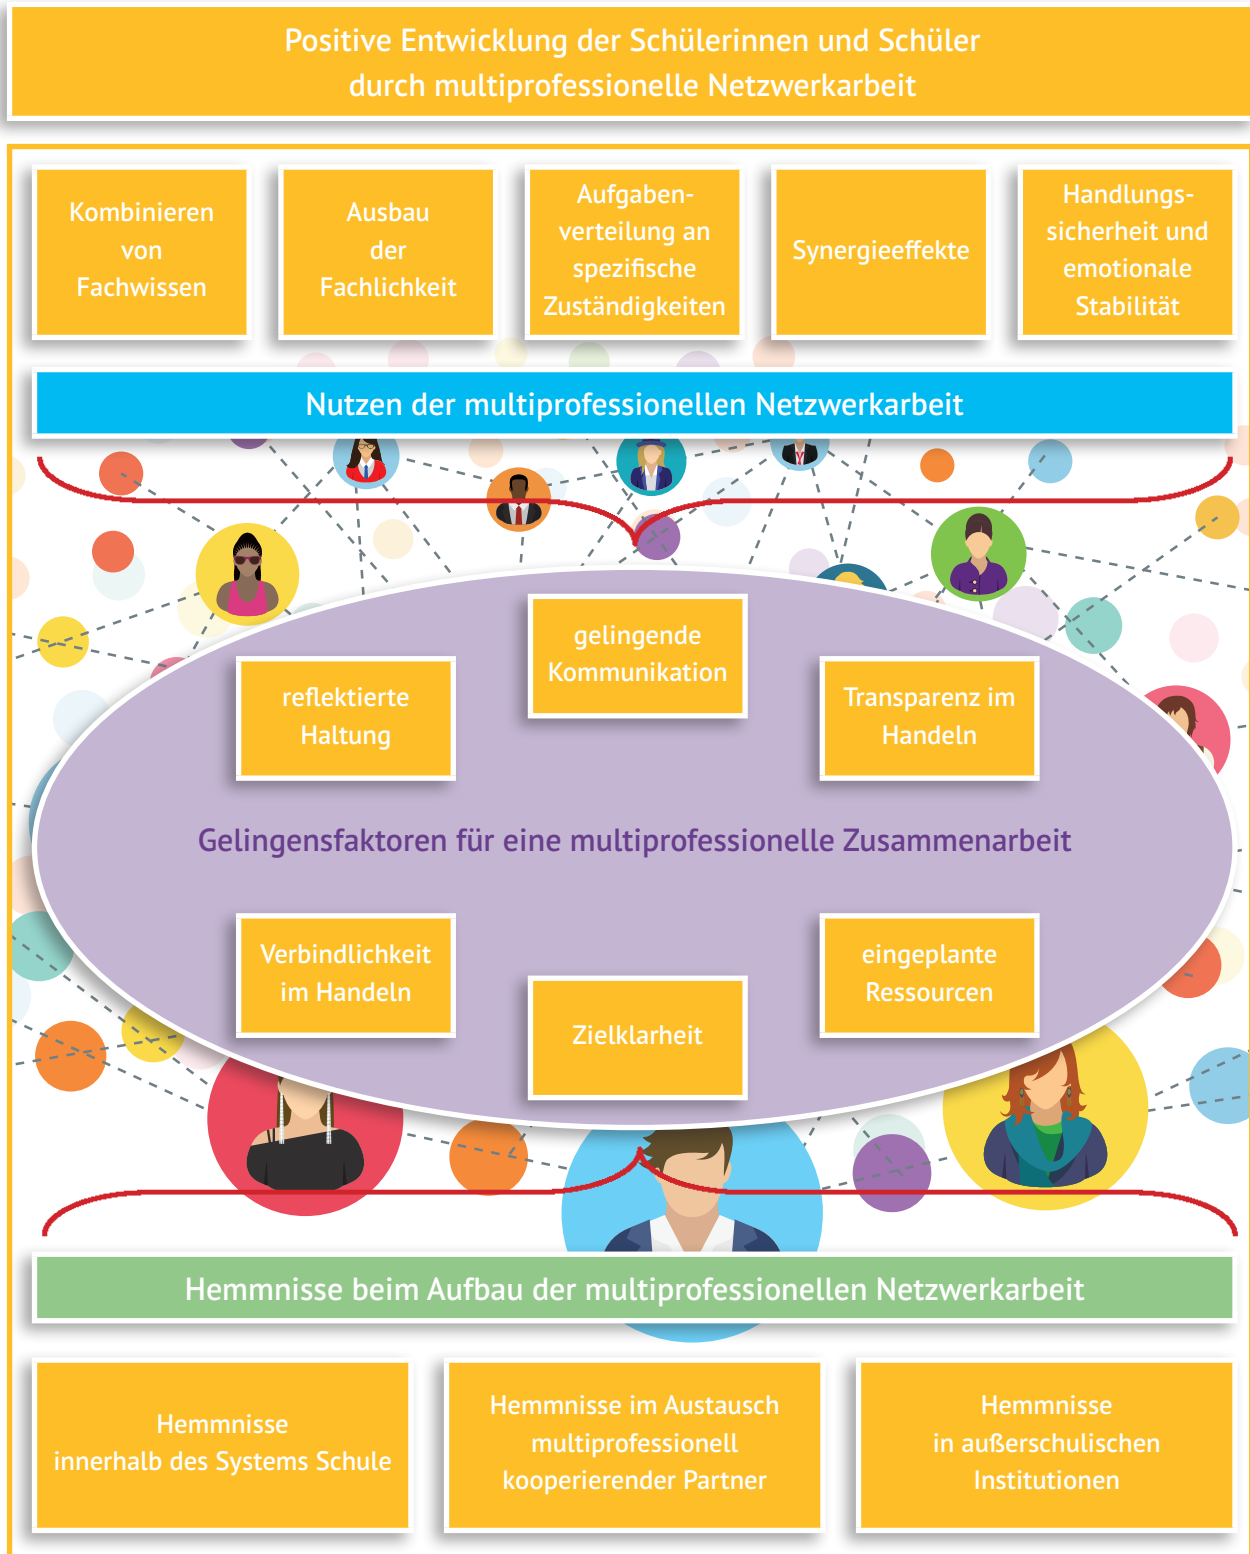 Positive Entwicklung der Schülerinnen und Schüler
durch multiprofessionelle Netzwerkarbeit
Kombinieren
von
Fachwissen
Ausbau
der
Fachlichkeit
Aufgaben-
verteilung an
spezifische
Zuständigkeiten
Synergieeffekte
Handlungs-
sicherheit und
emotionale
Stabilität
Nutzen der multiprofessionellen Netzwerkarbeit
gelingende
Kommunikation
reflektierte
Haltung
Transparenz im
Handeln
Gelingensfaktoren für eine multiprofessionelle Zusammenarbeit
Verbindlichkeit
im Handeln
Zielklarheit
eingeplante
Ressourcen
Hemmnisse beim Aufbau der multiprofessionellen Netzwerkarbeit
Hemmnisse
innerhalb des Systems Schule
Hemmnisse im Austausch
multiprofessionell
kooperierender Partner
Hemmnisse
in außerschulischen
Institutionen